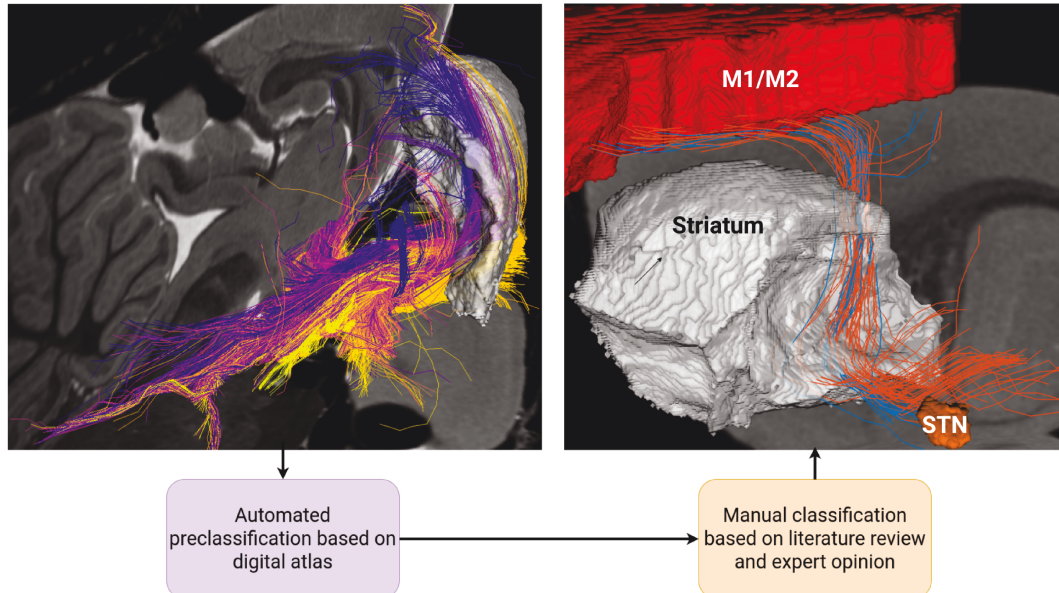 M1/M2
Striatum
STN
Automated
preclassification based on
digital atlas
Manual classification
based on literature review
and expert opinion